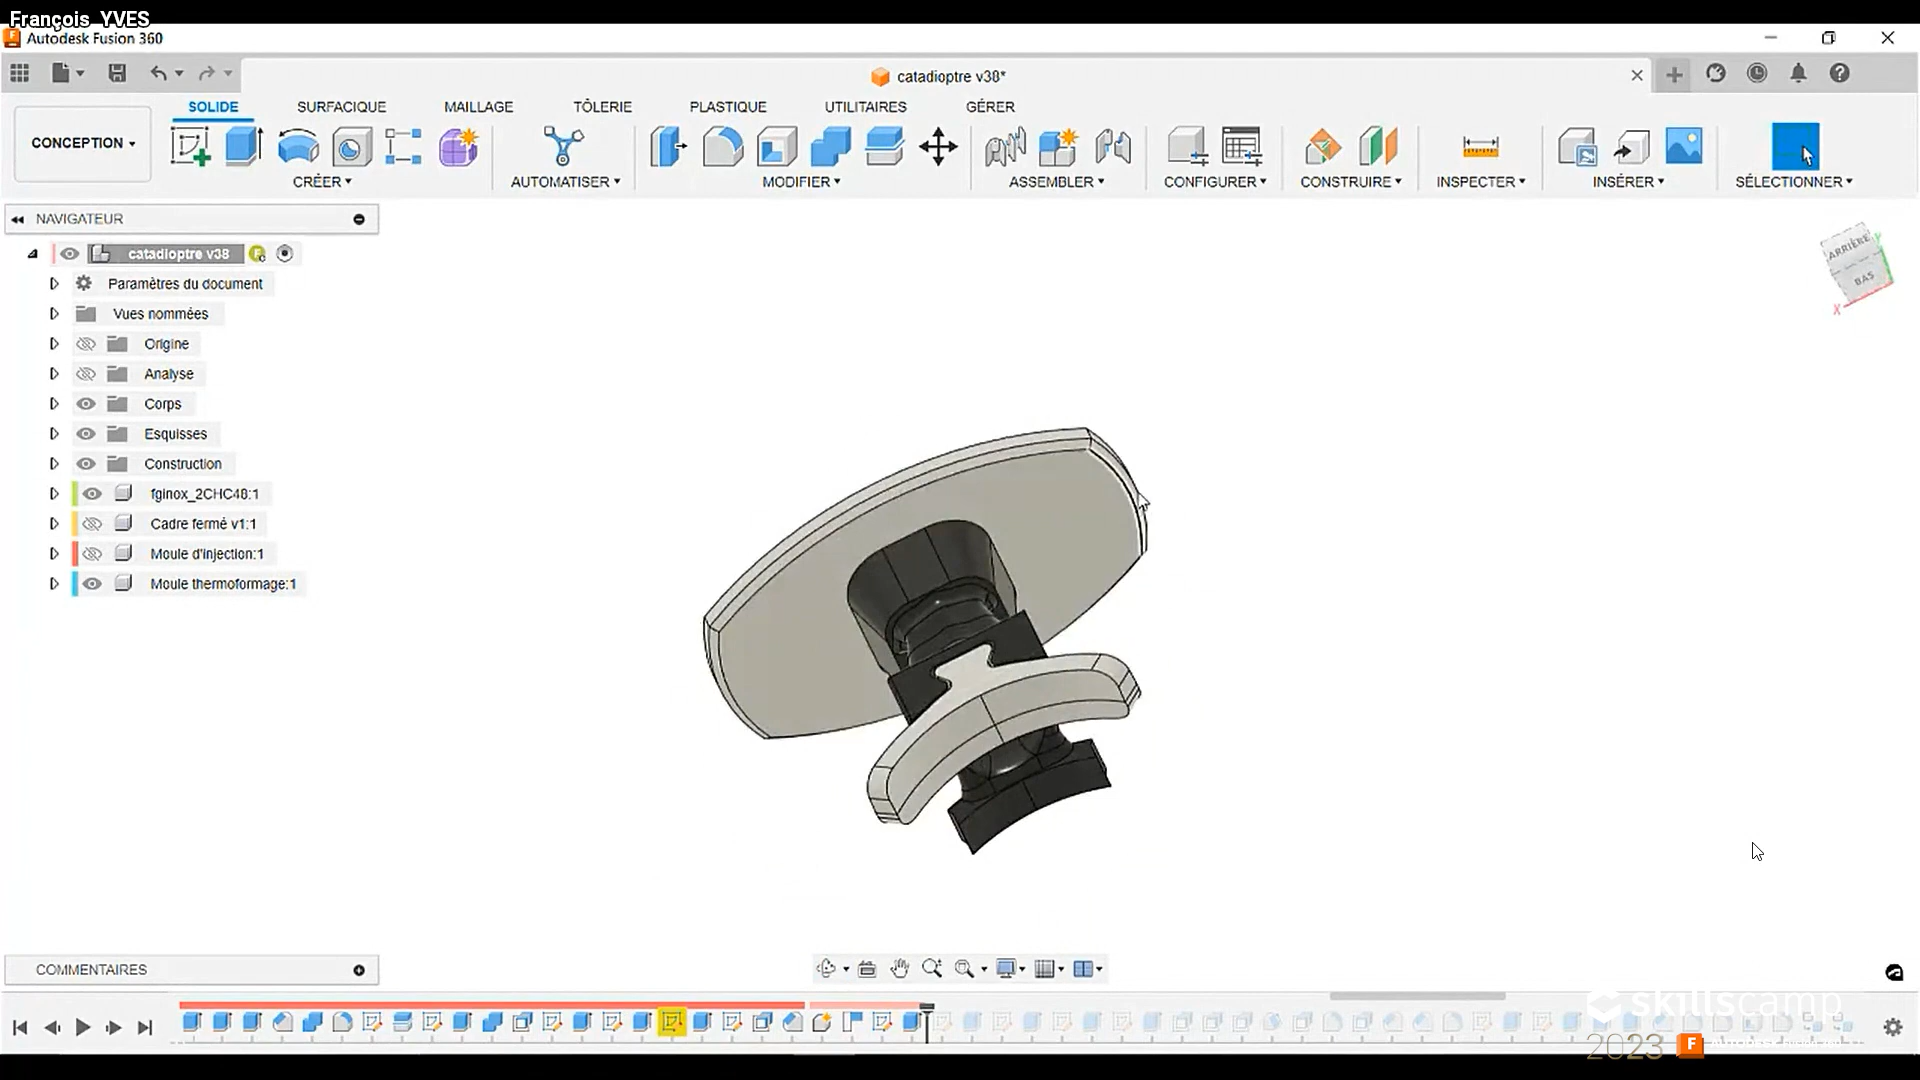 François YVES
Autodesk Fusion 360
catadioptre v38*
SOLIDE SURFACIQUE MAILLAGE TÔLERIE PLASTIQUE UTILITAIRES GÉRER
CONCEPTION
CRÉER AUTOMATISER MODIFIER ASSEMBLER CONFIGURER CONSTRUIRE INSPECTER INSÉRER SÉLECTIONNER
NAVIGATEUR
catadioptre v38
Paramètres du document
Vues nommées
Origine
Analyse
Corps
Esquisses
Construction
fginox_2CHC48:1
Cadre fermé v1:1
Moule d'injection:1
Moule thermoformage:1
ARRIÈRE
BAS
X
Y
COMMENTAIRES
skillscamp
2023
F